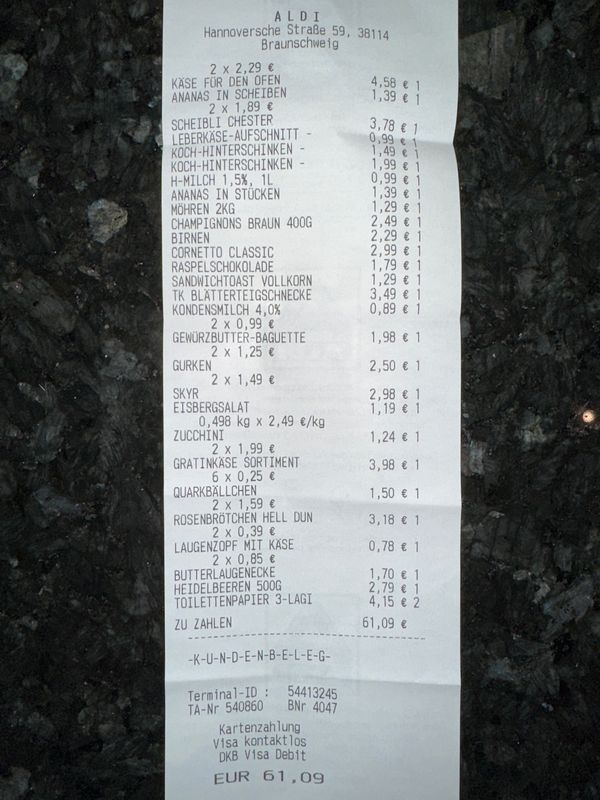 ALDI
Hannoversche Straße 59, 38114
Braunschweig
2 x 2,29 €
KÄSE FÜR DEN OFEN 4,58 € 1
ANANAS IN SCHEIBEN 1,39 € 1
2 x 1,89 €
SCHEIBLI CHESTER 3,78 € 1
LEBERKÄSE-AUFSCHNITT - 0,99 € 1
KOCH-HINTERSCHINKEN - 1,49 € 1
KOCH-HINTERSCHINKEN - 1,99 € 1
H-MILCH 1,5%, 1L 0,99 € 1
ANANAS IN STÜCKEN 1,39 € 1
MÖHREN 2KG 1,29 € 1
CHAMPIGNONS BRAUN 400G 2,49 € 1
BIRNEN 2,29 € 1
CORNETTO CLASSIC 2,99 € 1
RASPELSCHOKOLADE 1,79 € 1
SANDWICHTOAST VOLLKORN 1,29 € 1
TK BLÄTTERTEIGSCHNECKE 3,49 € 1
KONDENSMILCH 4,0% 0,89 € 1
2 x 0,99 €
GEWÜRZBUTTER-BAGUETTE 1,98 € 1
2 x 1,25 €
GURKEN 2,50 € 1
2 x 1,49 €
SKYR 2,98 € 1
EISBERGSALAT 1,19 € 1
0,498 kg x 2,49 €/kg
ZUCCHINI 1,24 € 1
2 x 1,99 €
GRATINKÄSE SORTIMENT 3,98 € 1
6 x 0,25 €
QUARKBÄLLCHEN 1,50 € 1
2 x 1,59 €
ROSENBRÖTCHEN HELL DUN 3,18 € 1
2 x 0,39 €
LAUGENZOPF MIT KÄSE 0,78 € 1
2 x 0,85 €
BUTTERLAUGENECKE 1,70 € 1
HEIDELBEEREN 500G 2,79 € 1
TOILETTENPAPIER 3-LAGI 4,15 € 2
ZU ZAHLEN 61,09 €
-K-U-N-D-E-N-B-E-L-E-G-
Terminal-ID : 54413245
TA-Nr 540860 BNr 4047
Kartenzahlung
Visa kontaktlos
DKB Visa Debit
EUR 61,09